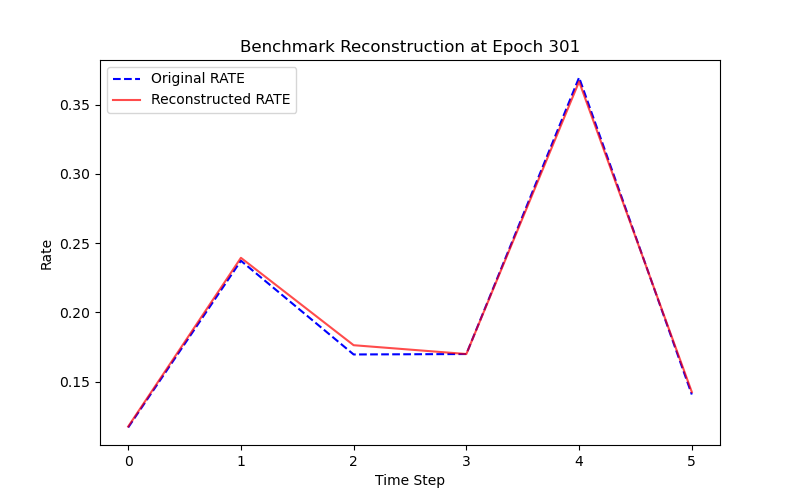 Benchmark Reconstruction at Epoch 301
Original RATE
Reconstructed RATE
0.35
0.30
0.25
0.20
0.15
Rate
0 1 2 3 4 5
Time Step